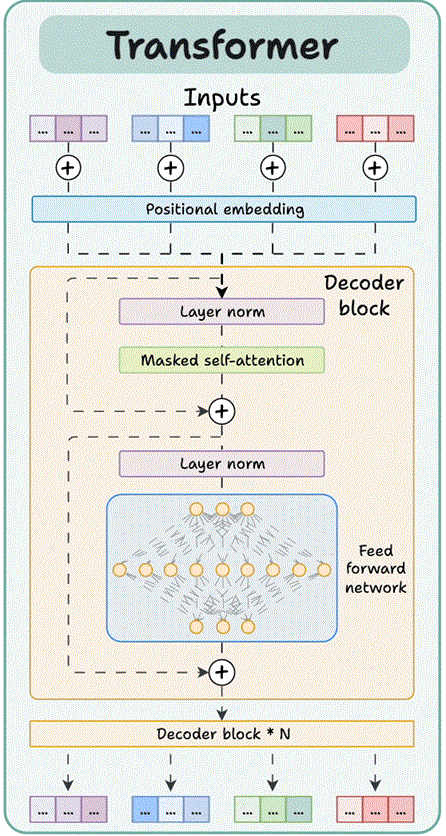 Transformer
Inputs
... ... ... ... ... ... ... ... ... ... ... ...
Positional embedding
Decoder
block
Layer norm
Masked self-attention
Layer norm
Feed
forward
network
Decoder block * N
... ... ... ... ... ... ... ... ... ... ... ...